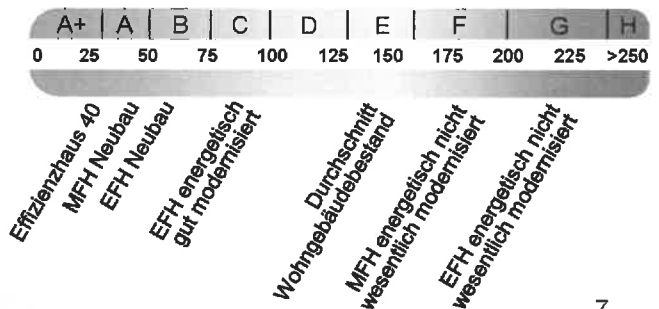 A+ A B C D E F G H
0 25 50 75 100 125 150 175 200 225 >250
Effizienzhaus 40
MFH Neubau
EFH Neubau
EFH energetisch
gut modernisiert
Durchschnitt
Wohngebäudebestand
MFH energetisch nicht
wesentlich modernisiert
EFH energetisch nicht
wesentlich modernisiert
7